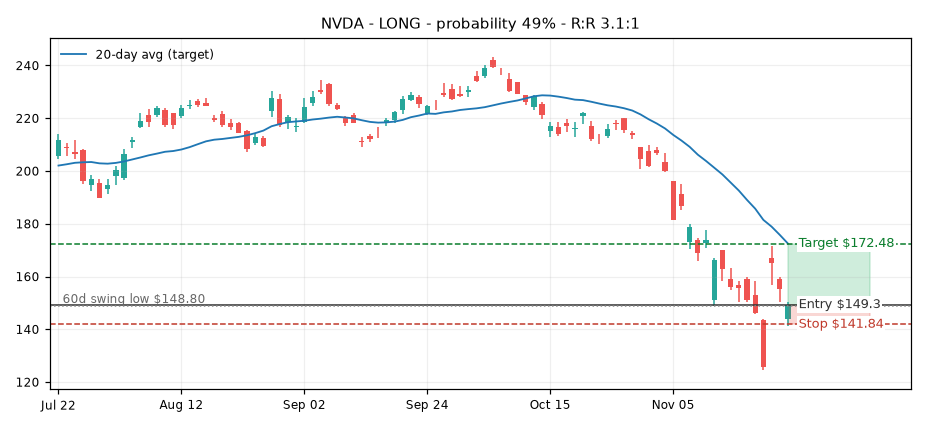 NVDA - LONG - probability 49% - R:R 3.1:1
20-day avg (target)
240
220
200
180
160
140
120
Target $172.48
60d swing low $148.80
Entry $149.3
Stop $141.84
Jul 22
Aug 12
Sep 02
Sep 24
Oct 15
Nov 05